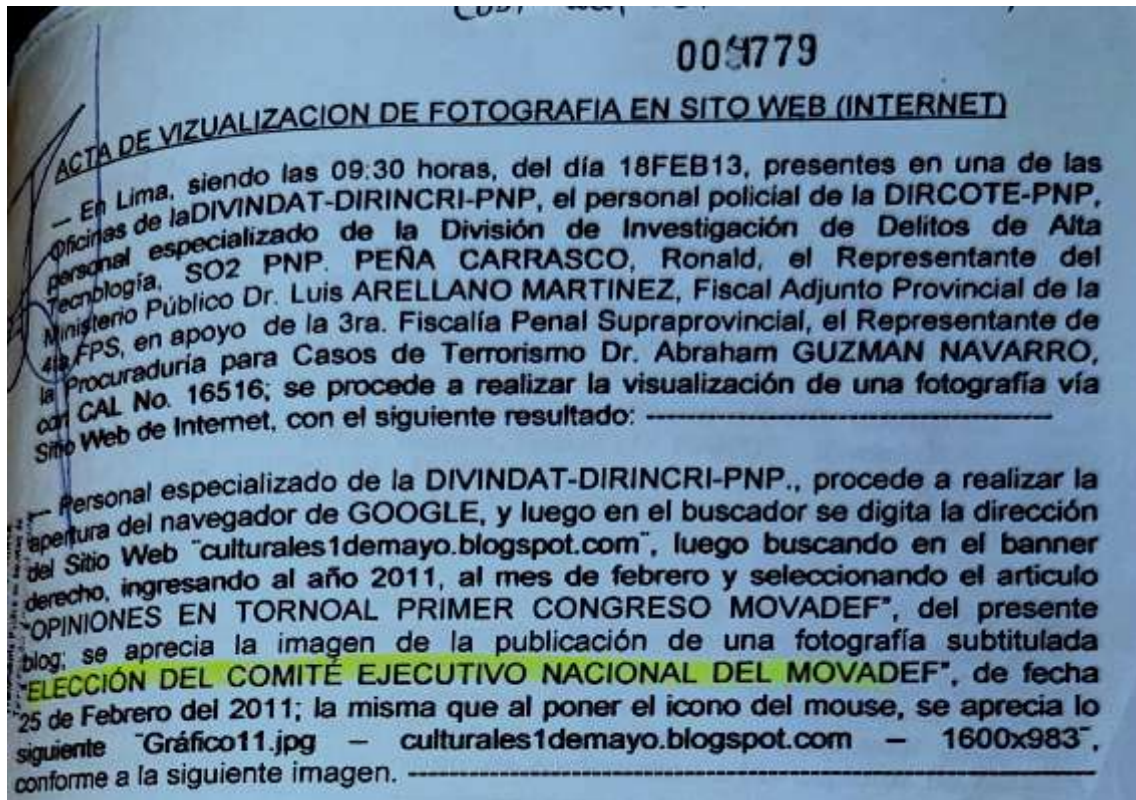 009779
ACTA DE VIZUALIZACION DE FOTOGRAFIA EN SITO WEB (INTERNET)
— En Lima, siendo las 09:30 horas, del día 18FEB13, presentes en una de las
Oficinas de laDIVINDAT-DIRINCRI-PNP, el personal policial de la DIRCOTE-PNP,
personal especializado de la División de Investigación de Delitos de Alta
Tecnología, SO2 PNP. PEÑA CARRASCO, Ronald, el Representante del
Ministerio Público Dr. Luis ARELLANO MARTINEZ, Fiscal Adjunto Provincial de la
4ta FPS, en apoyo de la 3ra. Fiscalía Penal Supraprovincial, el Representante de
la Procuraduría para Casos de Terrorismo Dr. Abraham GUZMAN NAVARRO,
con CAL No. 16516; se procede a realizar la visualización de una fotografía vía
Sitio Web de Internet, con el siguiente resultado: ----------
— Personal especializado de la DIVINDAT-DIRINCRI-PNP., procede a realizar la
apertura del navegador de GOOGLE, y luego en el buscador se digita la dirección
del Sitio Web ¨culturales1demayo.blogspot.com¨, luego buscando en el banner
derecho, ingresando al año 2011, al mes de febrero y seleccionando el articulo
"OPINIONES EN TORNOAL PRIMER CONGRESO MOVADEF", del presente
blog; se aprecia la imagen de la publicación de una fotografía subtitulada
"ELECCIÓN DEL COMITÉ EJECUTIVO NACIONAL DEL MOVADEF", de fecha
25 de Febrero del 2011; la misma que al poner el icono del mouse, se aprecia lo
siguiente ¨Gráfico11.jpg – culturales1demayo.blogspot.com – 1600x983¨,
conforme a la siguiente imagen. ----------